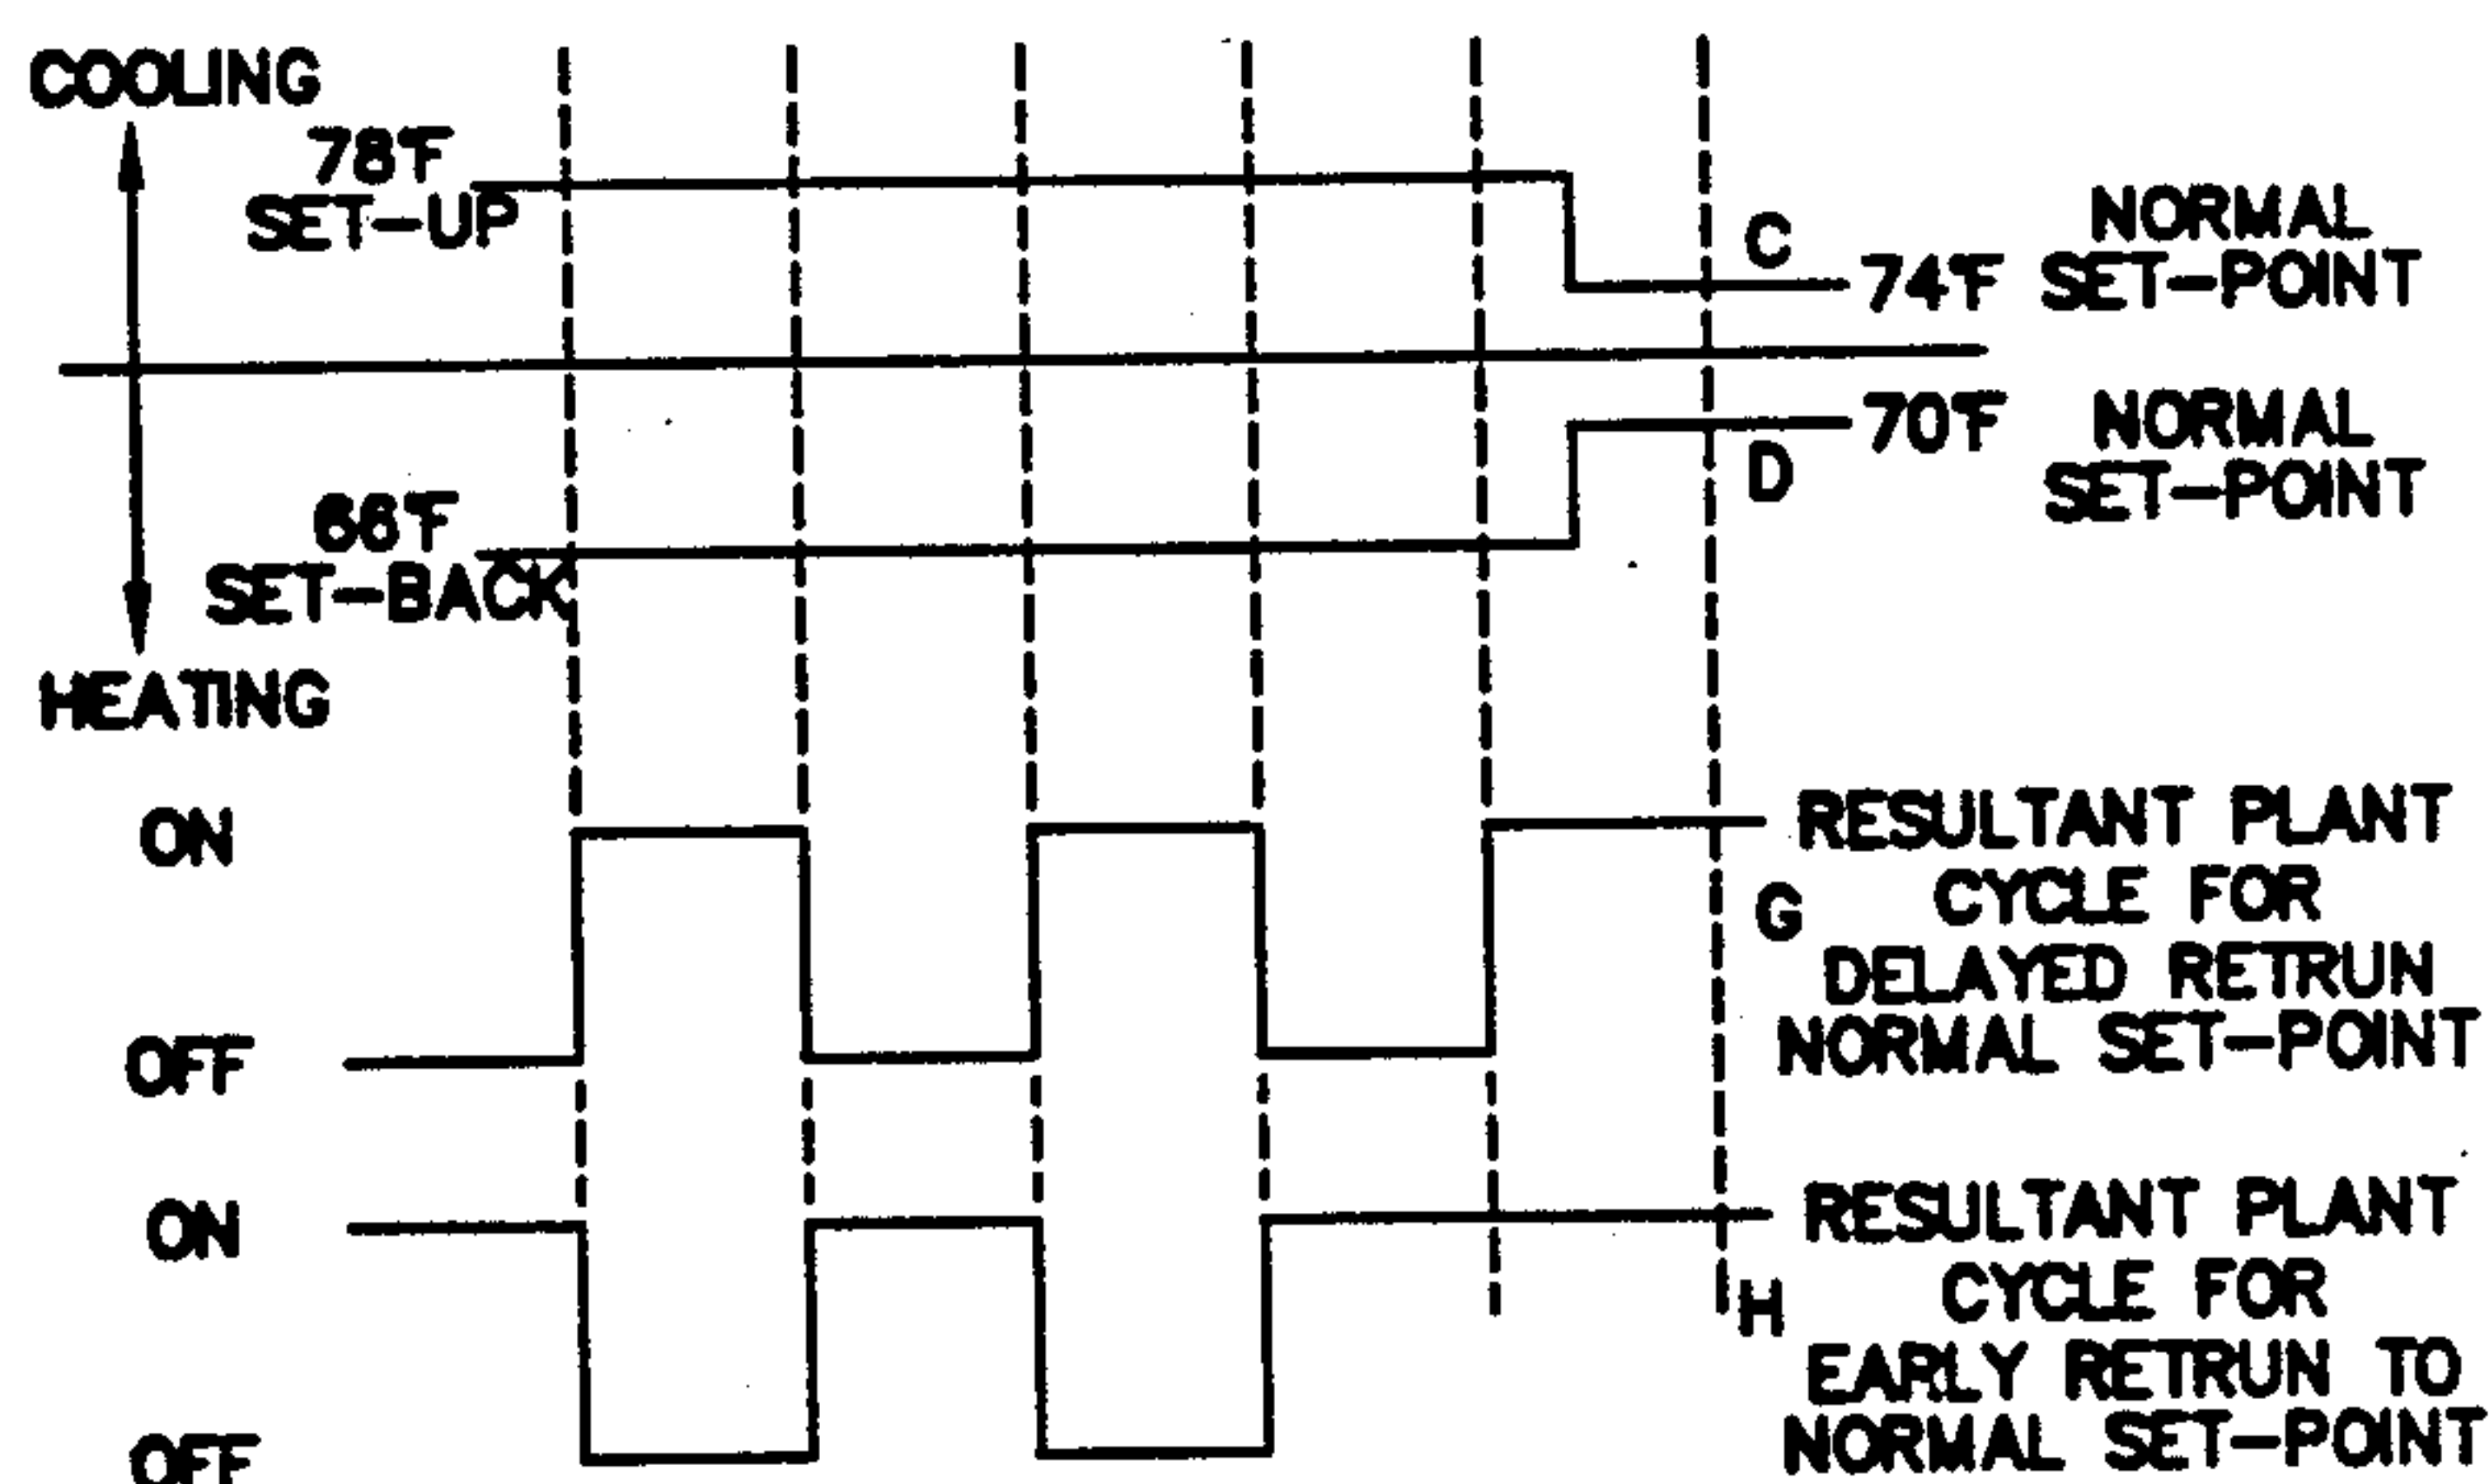 COOLING
78°F
SET-UP
C
74°F
NORMAL
SET-POINT
70°F
D
NORMAL
SET-POINT
66°F
SET-BACK
HEATING
ON
OFF
G
RESULTANT PLANT
CYCLE FOR
DELAYED RETRUN
NORMAL SET-POINT
ON
OFF
H
RESULTANT PLANT
CYCLE FOR
EARLY RETRUN TO
NORMAL SET-POINT